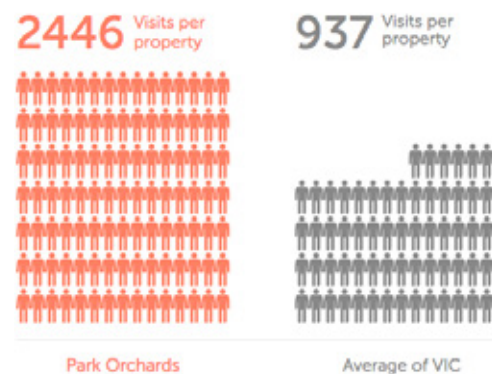 2446 Visits per
property
937 Visits per
property
Park Orchards
Average of VIC